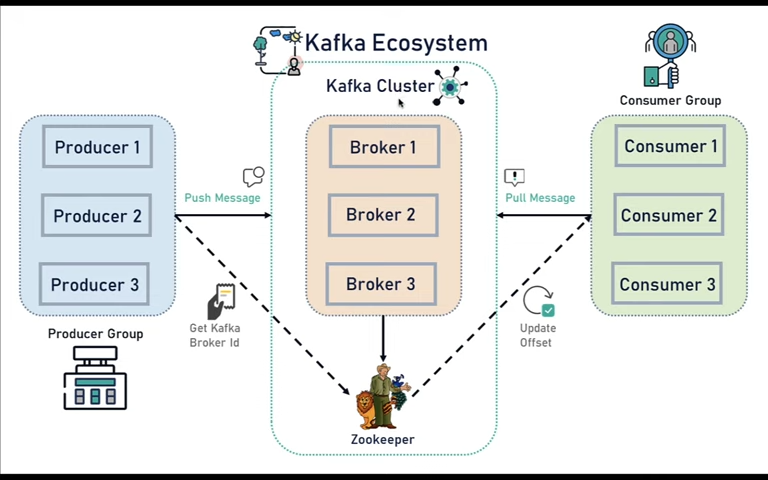 Kafka Ecosystem
Kafka Cluster
Consumer Group
Producer 1
Producer 2
Producer 3
Producer Group
Push Message
Get Kafka
Broker Id
Broker 1
Broker 2
Broker 3
Zookeeper
Pull Message
Update
Offset
Consumer 1
Consumer 2
Consumer 3